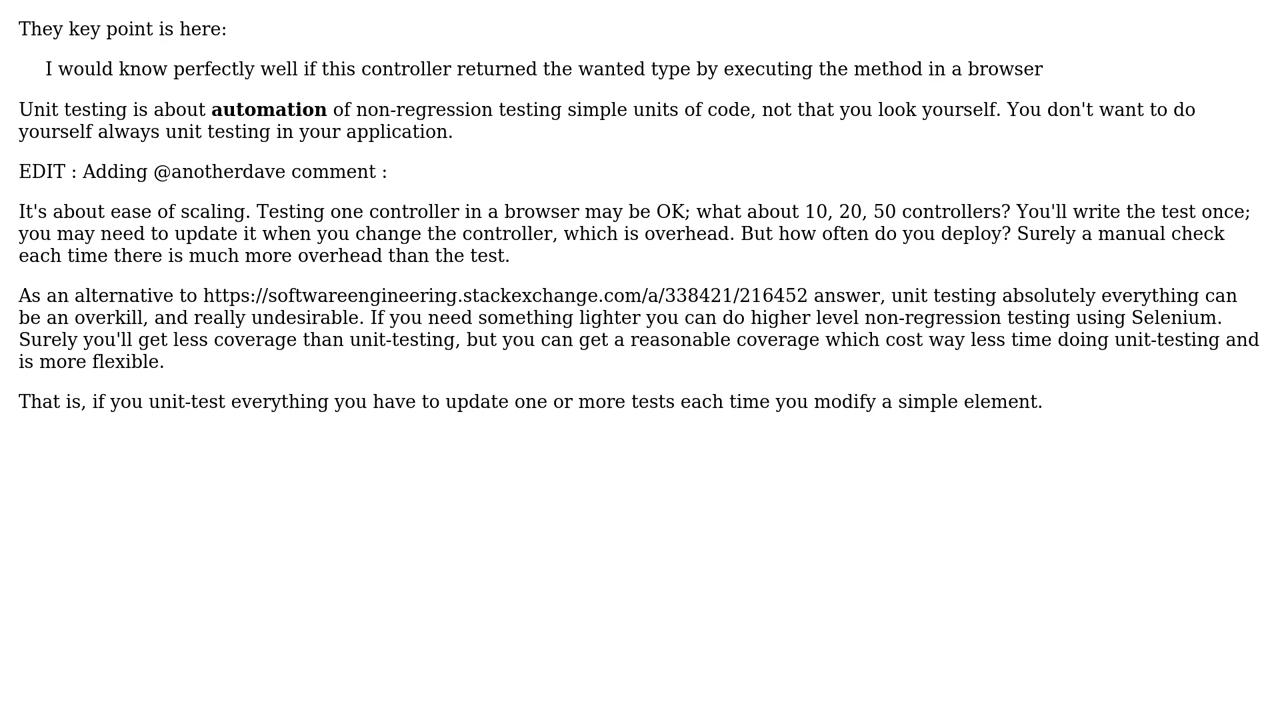 They key point is here:
I would know perfectly well if this controller returned the wanted type by executing the method in a browser
Unit testing is about automation of non-regression testing simple units of code, not that you look yourself. You don't want to do
yourself always unit testing in your application.
EDIT : Adding @anotherdave comment :
It's about ease of scaling. Testing one controller in a browser may be OK; what about 10, 20, 50 controllers? You'll write the test once;
you may need to update it when you change the controller, which is overhead. But how often do you deploy? Surely a manual check
each time there is much more overhead than the test.
As an alternative to https://softwareengineering.stackexchange.com/a/338421/216452 answer, unit testing absolutely everything can
be an overkill, and really undesirable. If you need something lighter you can do higher level non-regression testing using Selenium.
Surely you'll get less coverage than unit-testing, but you can get a reasonable coverage which cost way less time doing unit-testing and
is more flexible.
That is, if you unit-test everything you have to update one or more tests each time you modify a simple element.